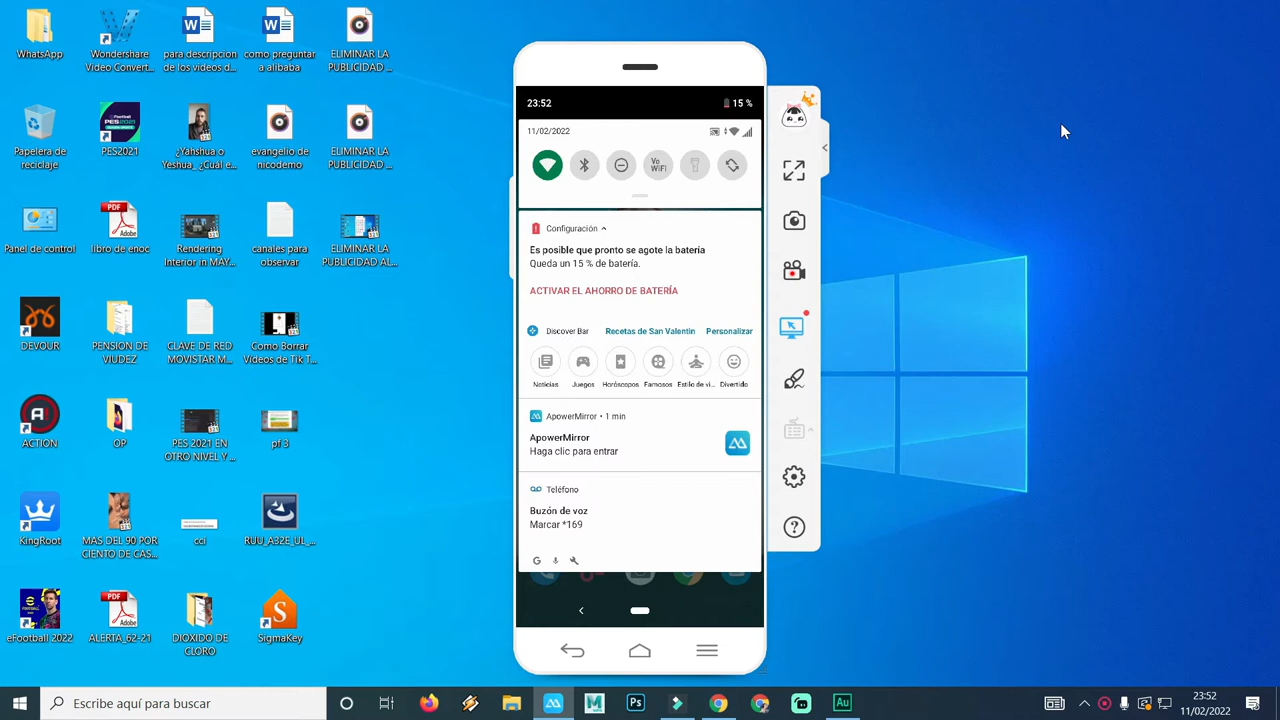 WhatsApp
Wondershare
Video Convert...
para descripcion
de los videos d...
como preguntar
a alibaba
ELIMINAR LA
PUBLICIDAD ...
Papelera de
reciclaje
PES2021
¿Yahshua o
Yeshua_ ¿Cuál e...
evangelio de
nicodemo
ELIMINAR LA
PUBLICIDAD ...
Panel de control
libro de enoc
Rendering
Interior in MAY...
canales para
observar
ELIMINAR LA
PUBLICIDAD AL...
DEVOUR
PENSION DE
VIUDEZ
CLAVE DE RED
MOVISTAR M...
Como Borrar
Videos de Tik T...
ACTION
OP
PES 2021 EN
OTRO NIVEL Y ...
pf 3
KingRoot
MAS DEL 90 POR
CIENTO DE CAS...
cci
RUU_A32E_UL_...
eFootball 2022
ALERTA_62-21
DIOXIDO DE
CLORO
SigmaKey
23:52
15 %
11/02/2022
Vo
WiFi
Configuración
Es posible que pronto se agote la batería
Queda un 15 % de batería.
ACTIVAR EL AHORRO DE BATERÍA
Discover Bar
Recetas de San Valentin
Personalizar
Noticias
Juegos
Horóscopos
Famosos
Estilo de vi...
Divertido
ApowerMirror • 1 min
ApowerMirror
Haga clic para entrar
Teléfono
Buzón de voz
Marcar *169
Escribe aquí para buscar
23:52
11/02/2022